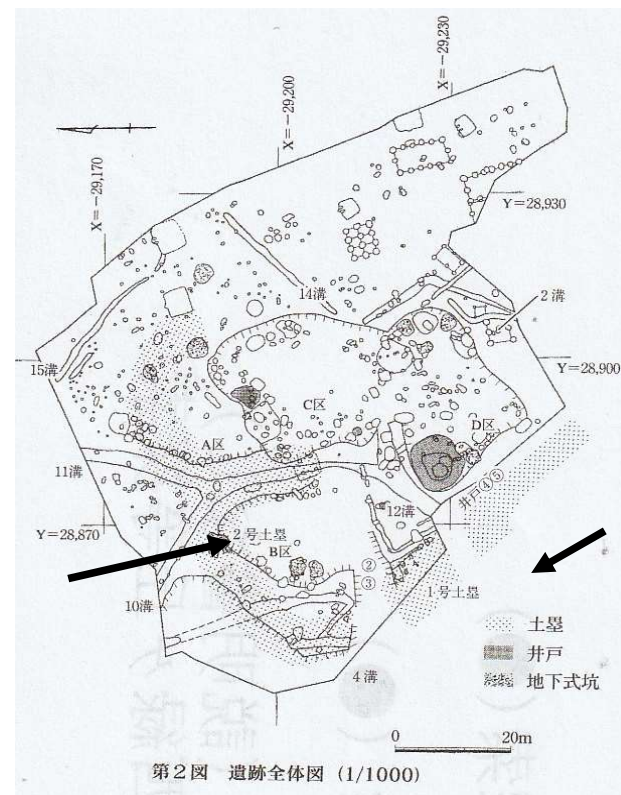 X=-29,230
X=-29,200
X=-29,170
Y=28,930
14溝
2溝
15溝
Y=28,900
C区
D区
A区
11溝
井戸④⑤
12溝
Y=28,870
2号土塁
B区
②
③
1号土塁
10溝
土塁
井戸
4溝
地下式坑
0
20m
第2図 遺跡全体図 (1/1000)